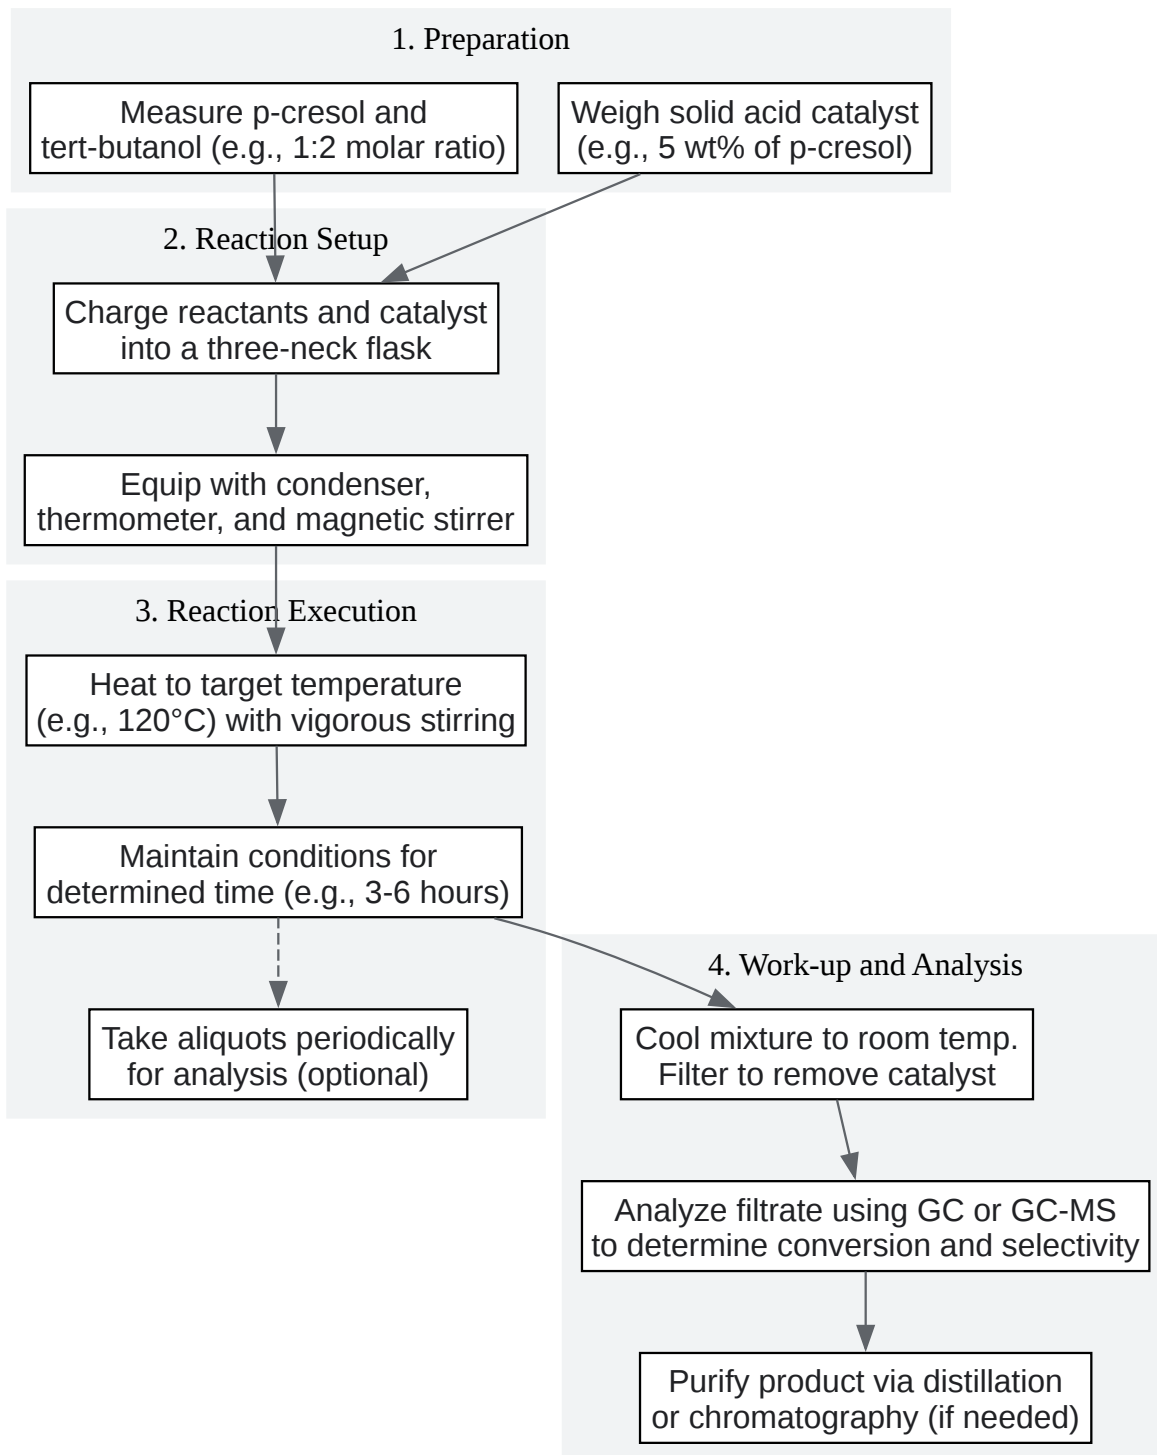 1. Preparation
Measure p-cresol and
tert-butanol (e.g., 1:2 molar ratio)
Weigh solid acid catalyst
(e.g., 5 wt% of p-cresol)
2. Reaction Setup
Charge reactants and catalyst
into a three-neck flask
Equip with condenser,
thermometer, and magnetic stirrer
3. Reaction Execution
Heat to target temperature
(e.g., 120°C) with vigorous stirring
Maintain conditions for
determined time (e.g., 3-6 hours)
Take aliquots periodically
for analysis (optional)
4. Work-up and Analysis
Cool mixture to room temp.
Filter to remove catalyst
Analyze filtrate using GC or GC-MS
to determine conversion and selectivity
Purify product via distillation
or chromatography (if needed)